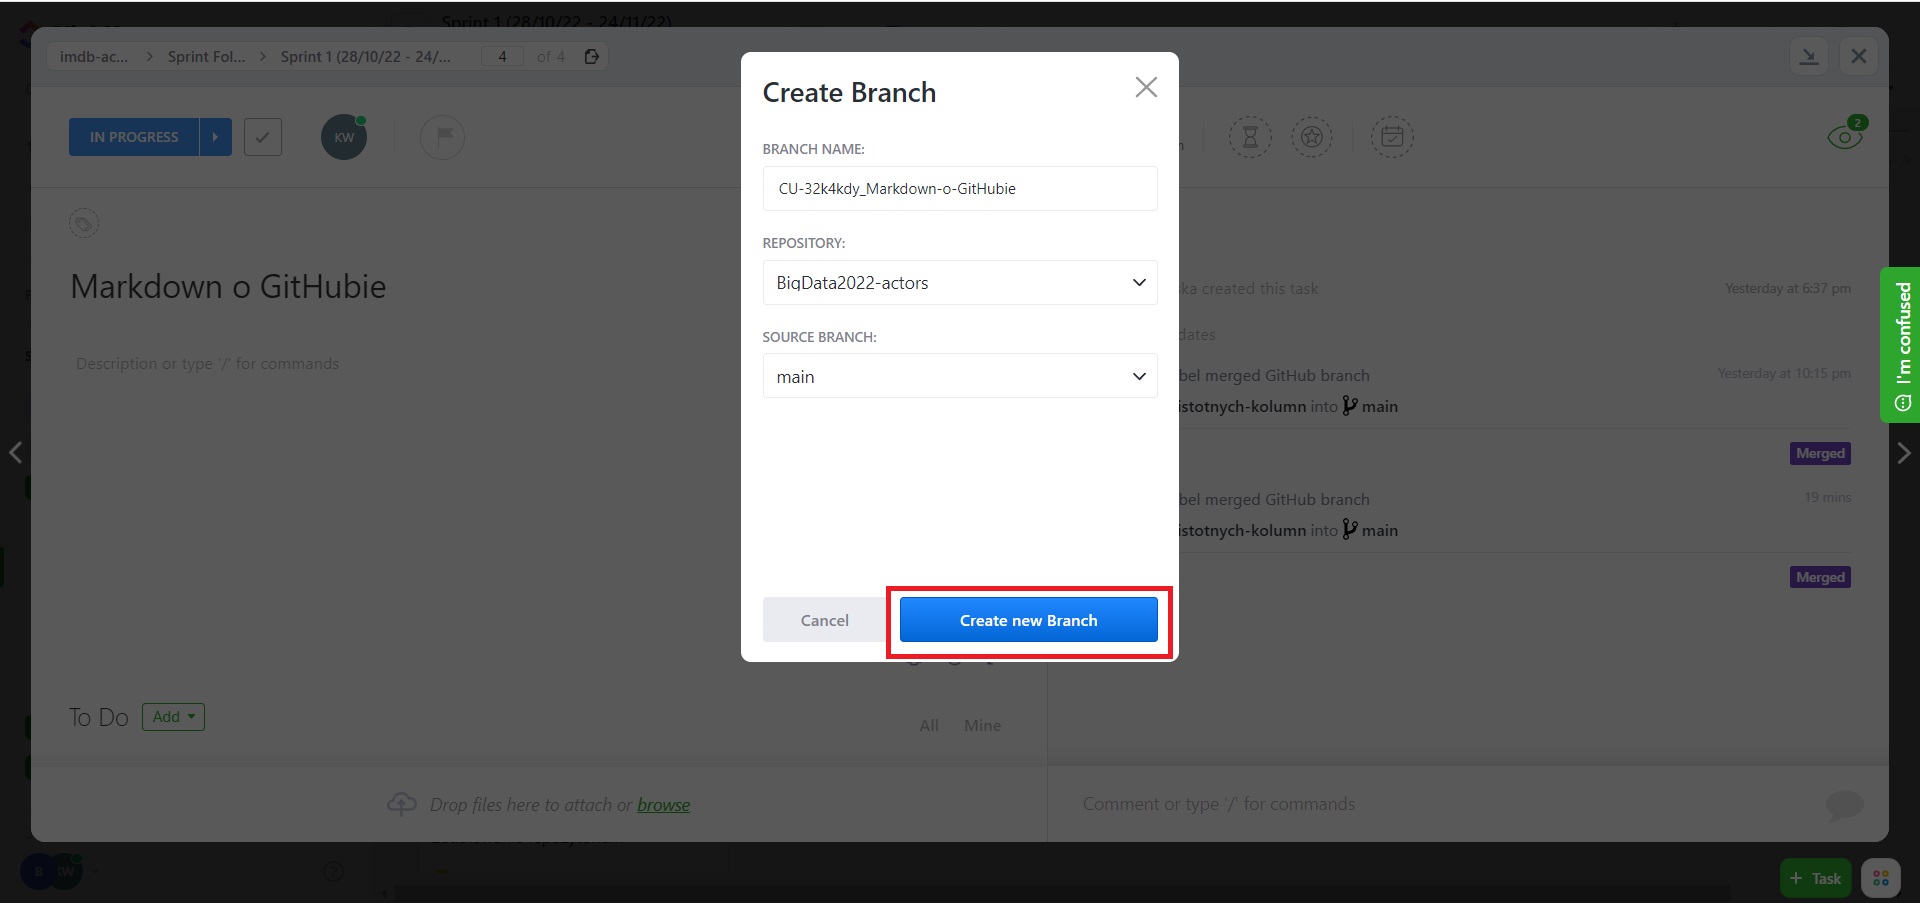 Sprint 1 (28/10/22 - 24/11/22)
imdb-ac... > Sprint Fol... > Sprint 1 (28/10/22 - 24/... 4 of 4
Create Branch
IN PROGRESS
KW
2
BRANCH NAME:
CU-32k4kdy_Markdown-o-GitHubie
REPOSITORY:
BigData2022-actors
SOURCE BRANCH:
main
Cancel
Create new Branch
Markdown o GitHubie
Description or type '/' for commands
ka created this task
Yesterday at 6:37 pm
dates
bel merged GitHub branch
Yesterday at 10:15 pm
istotnych-kolumn into main
Merged
bel merged GitHub branch
19 mins
istotnych-kolumn into main
Merged
I'm confused
To Do
Add
All
Mine
Drop files here to attach or browse
Comment or type '/' for commands
B
KW
+ Task